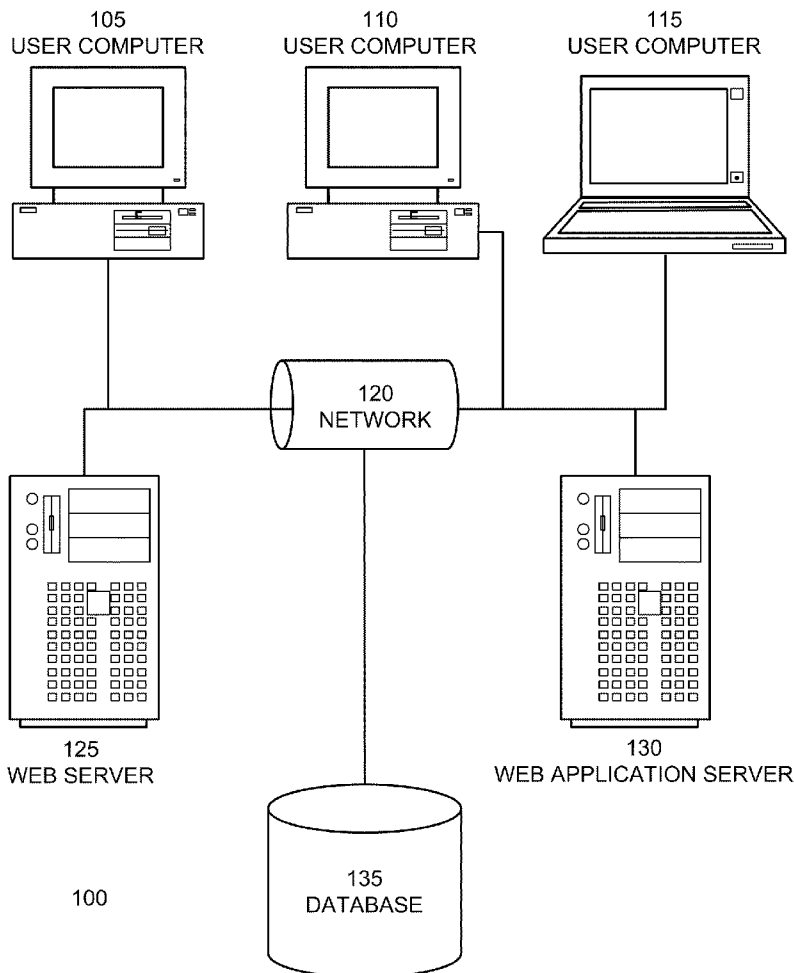 105
USER COMPUTER
110
USER COMPUTER
115
USER COMPUTER
120
NETWORK
125
WEB SERVER
130
WEB APPLICATION SERVER
135
DATABASE
100